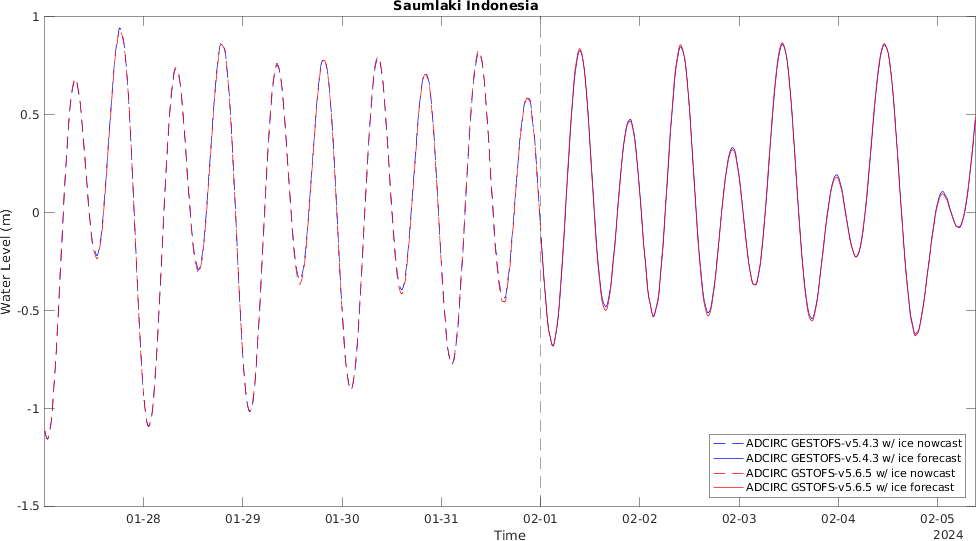 Saumlaki Indonesia
1
0.5
0
-0.5
-1
-1.5
Water Level (m)
01-28
01-29
01-30
01-31
02-01
02-02
02-03
02-04
02-05
Time
2024
ADCIRC GESTOFS-v5.4.3 w/ ice nowcast
ADCIRC GESTOFS-v5.4.3 w/ ice forecast
ADCIRC GSTOFS-v5.6.5 w/ ice nowcast
ADCIRC GSTOFS-v5.6.5 w/ ice forecast